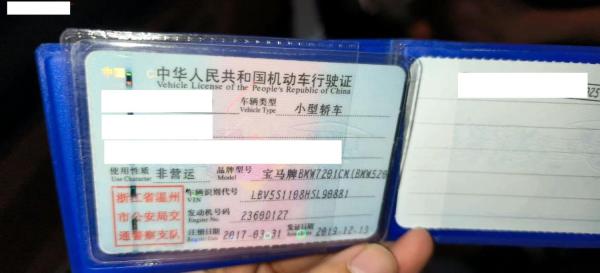 中国 C 中华人民共和国机动车行驶证
Vehicle License of the People's Republic of China
车辆类型 小型轿车
Vehicle Type
使用性质 非营运 品牌型号 宝马牌BMW7201CM(BMW520
Use Character Model
浙江省温州 车辆识别代号 LBV5S1108HSL90881
VIN
市公安局交 发动机号码 2360D127
Engine No.
通警察支队 注册日期 2017-03-31 发证日期 2019-12-13